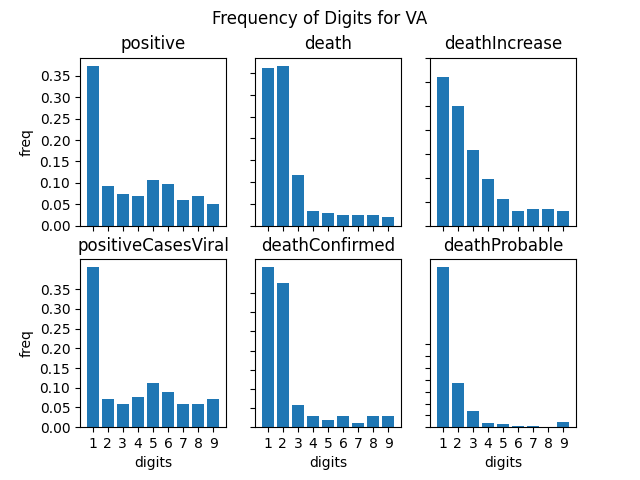 Frequency of Digits for VA
positive death deathIncrease
freq
0.35
0.30
0.25
0.20
0.15
0.10
0.05
0.00
positiveCasesViral deathConfirmed deathProbable
freq
0.35
0.30
0.25
0.20
0.15
0.10
0.05
0.00
1 2 3 4 5 6 7 8 9 1 2 3 4 5 6 7 8 9 1 2 3 4 5 6 7 8 9
digits digits digits